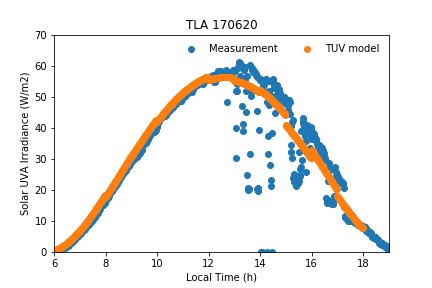 TLA 170620
Measurement TUV model
Solar UVA Irradiance (W/m2)
70
60
50
40
30
20
10
0
6 8 10 12 14 16 18
Local Time (h)